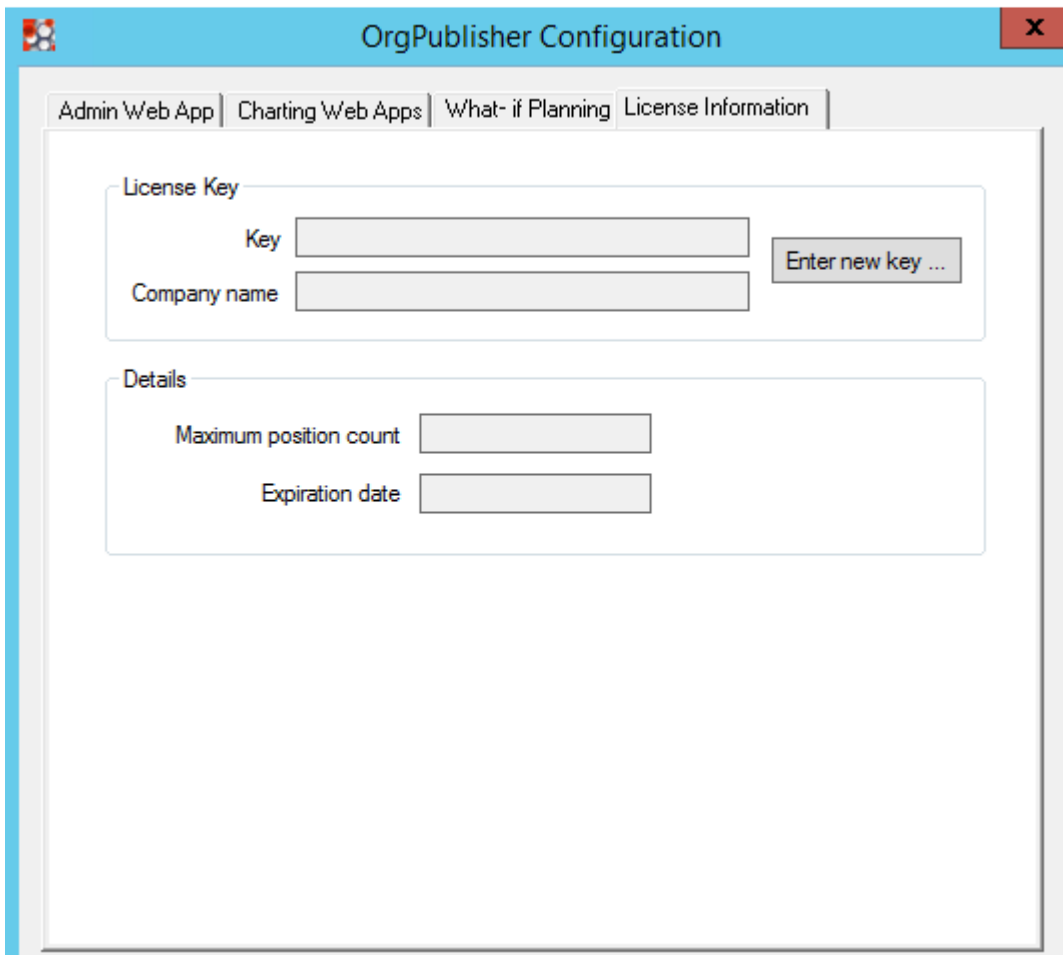 OrgPublisher Configuration
x
Admin Web App Charting Web Apps What- if Planning License Information
License Key
Key
Enter new key ...
Company name
Details
Maximum position count
Expiration date